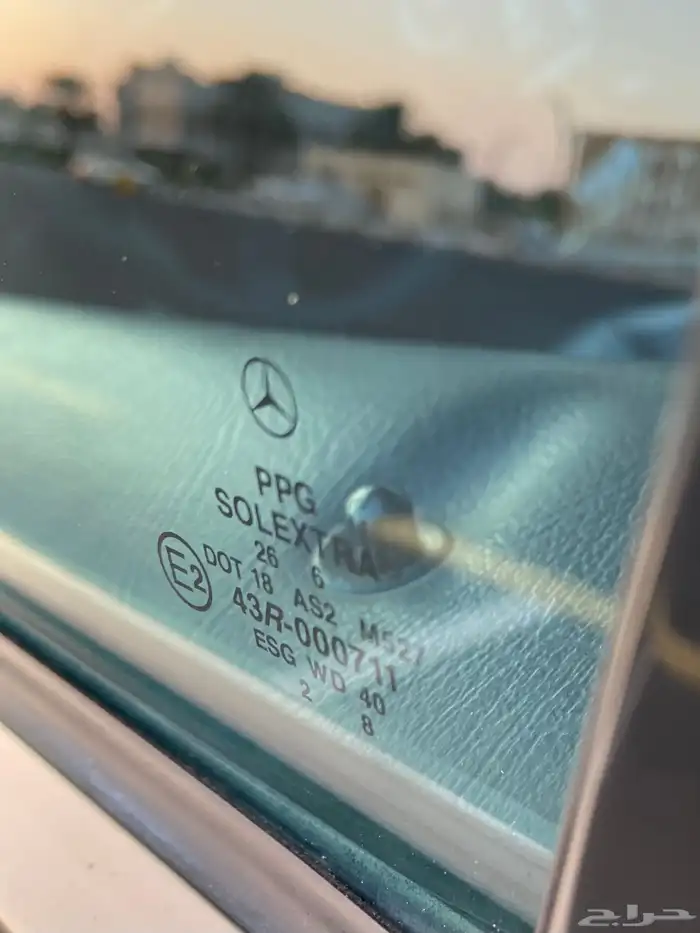 PPG
SOLEXTRA
26 6
E2 DOT 18 AS2 M527
43R-000711
ESG WD 40
2 8
حراج